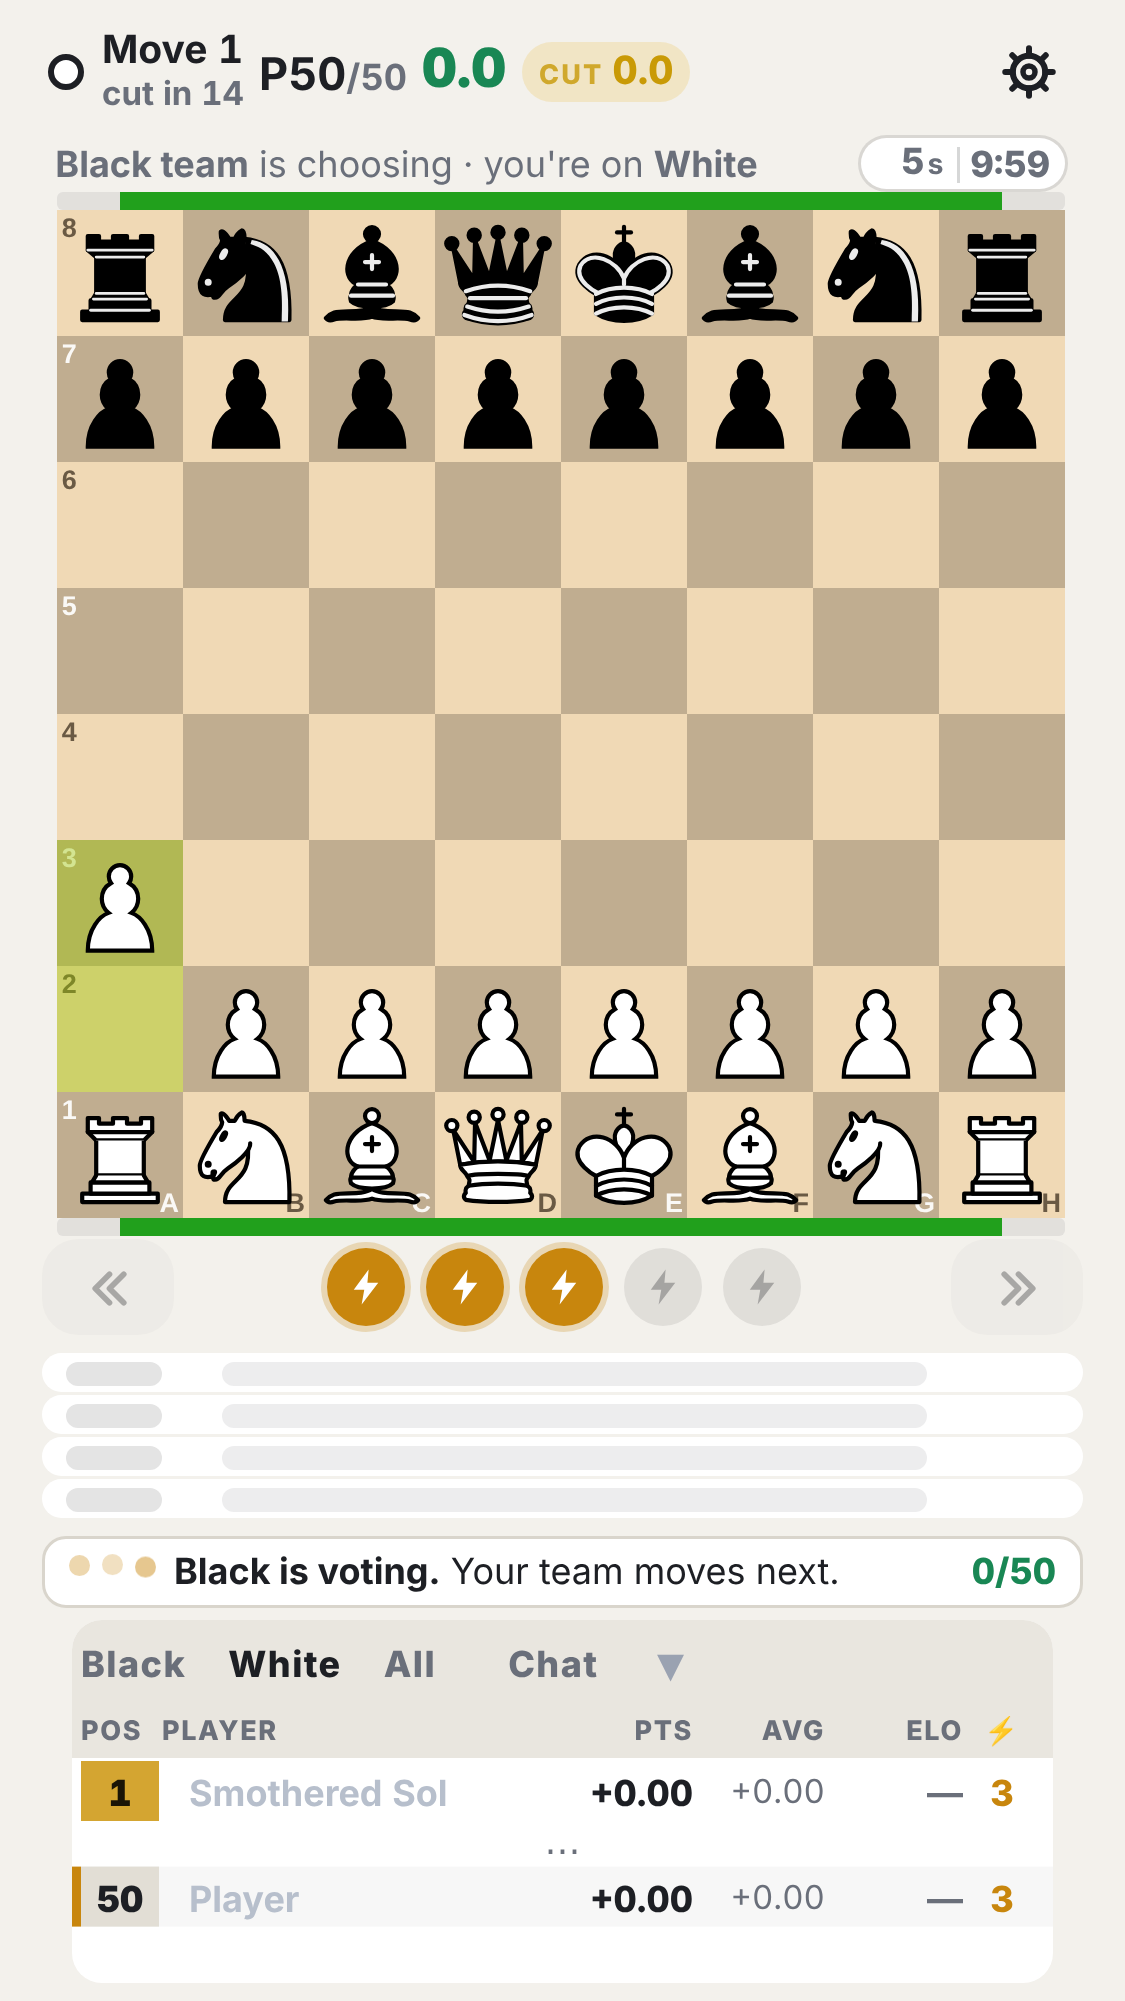 Move 1
cut in 14
P50/50 0.0 CUT 0.0
Black team is choosing · you're on White
5s 9:59
8
7
6
5
4
3
2
1
A B C D E F G H
Black is voting. Your team moves next. 0/50
Black White All Chat ▼
POS PLAYER PTS AVG ELO ⚡
1 Smothered Sol +0.00 +0.00 — 3
...
50 Player +0.00 +0.00 — 3